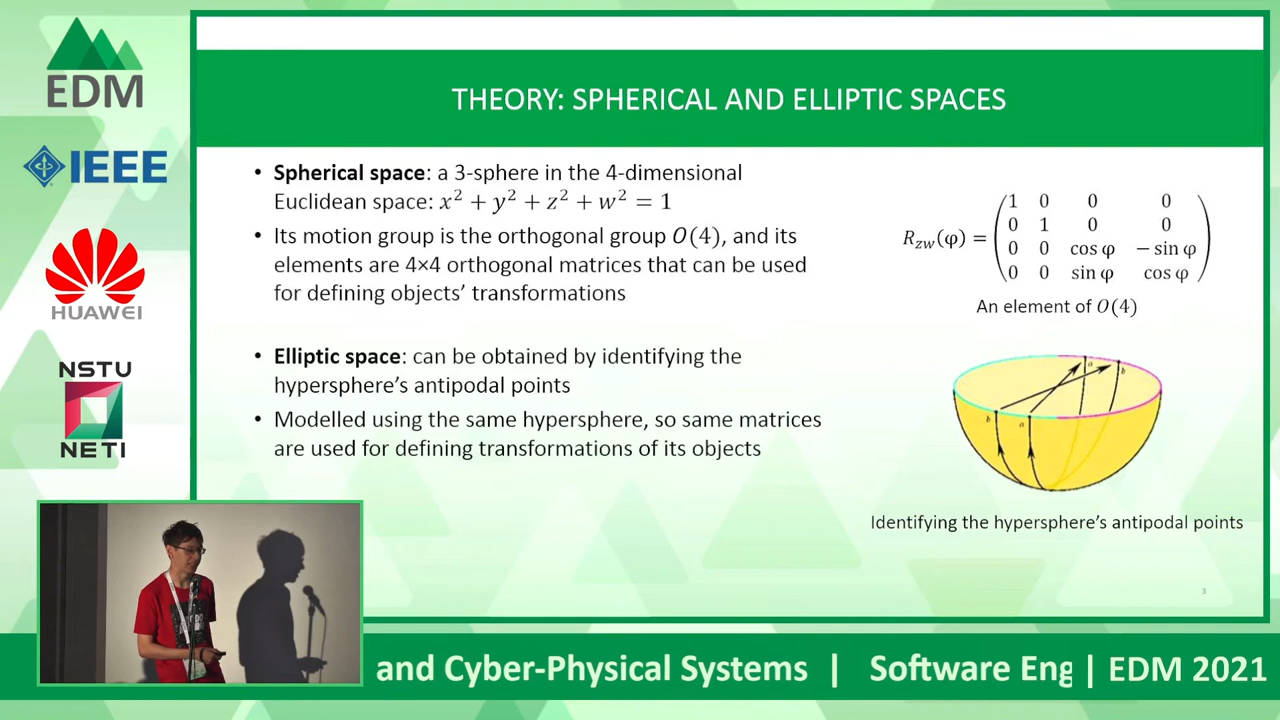 EDM
IEEE
HUAWEI
NSTU
NETI
THEORY: SPHERICAL AND ELLIPTIC SPACES
• Spherical space: a 3-sphere in the 4-dimensional
Euclidean space: x² + y² + z² + w² = 1
• Its motion group is the orthogonal group O(4), and its
elements are 4×4 orthogonal matrices that can be used
for defining objects’ transformations
• Elliptic space: can be obtained by identifying the
hypersphere’s antipodal points
• Modelled using the same hypersphere, so same matrices
are used for defining transformations of its objects
1 0 0 0
0 1 0 0
R_zw(φ) = 0 0 cos φ − sin φ
0 0 sin φ cos φ
An element of O(4)
a
b
b
a
Identifying the hypersphere’s antipodal points
3
and Cyber-Physical Systems | Software Eng | EDM 2021